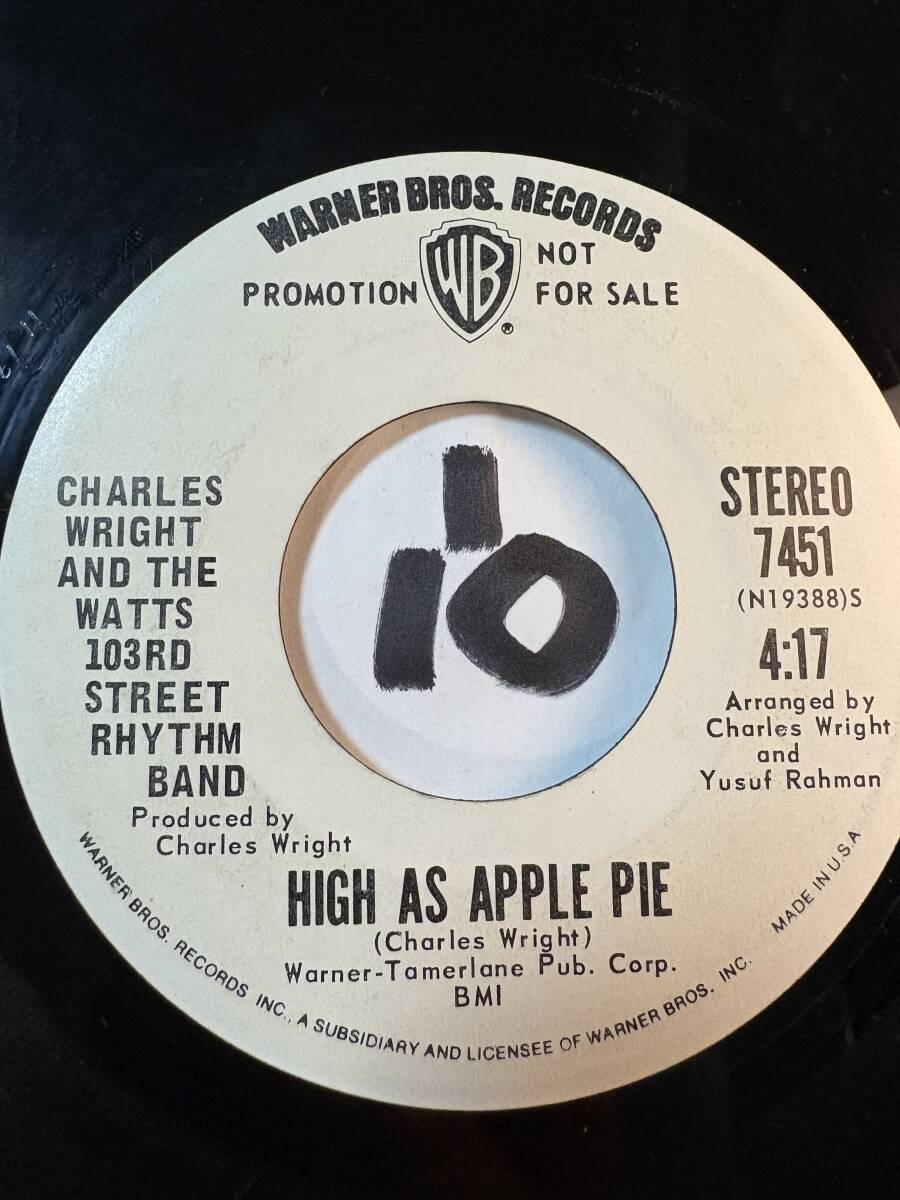 WARNER BROS. RECORDS
PROMOTION
WB
®
NOT
FOR SALE
CHARLES
WRIGHT
AND THE
WATTS
103RD
STREET
RHYTHM
BAND
Produced by
Charles Wright
STEREO
7451
(N19388)S
4:17
Arranged by
Charles Wright
and
Yusuf Rahman
HIGH AS APPLE PIE
(Charles Wright)
Warner-Tamerlane Pub. Corp.
BMI
WARNER BROS. RECORDS INC., A SUBSIDIARY AND LICENSEE OF WARNER BROS. INC.
MADE IN U.S.A